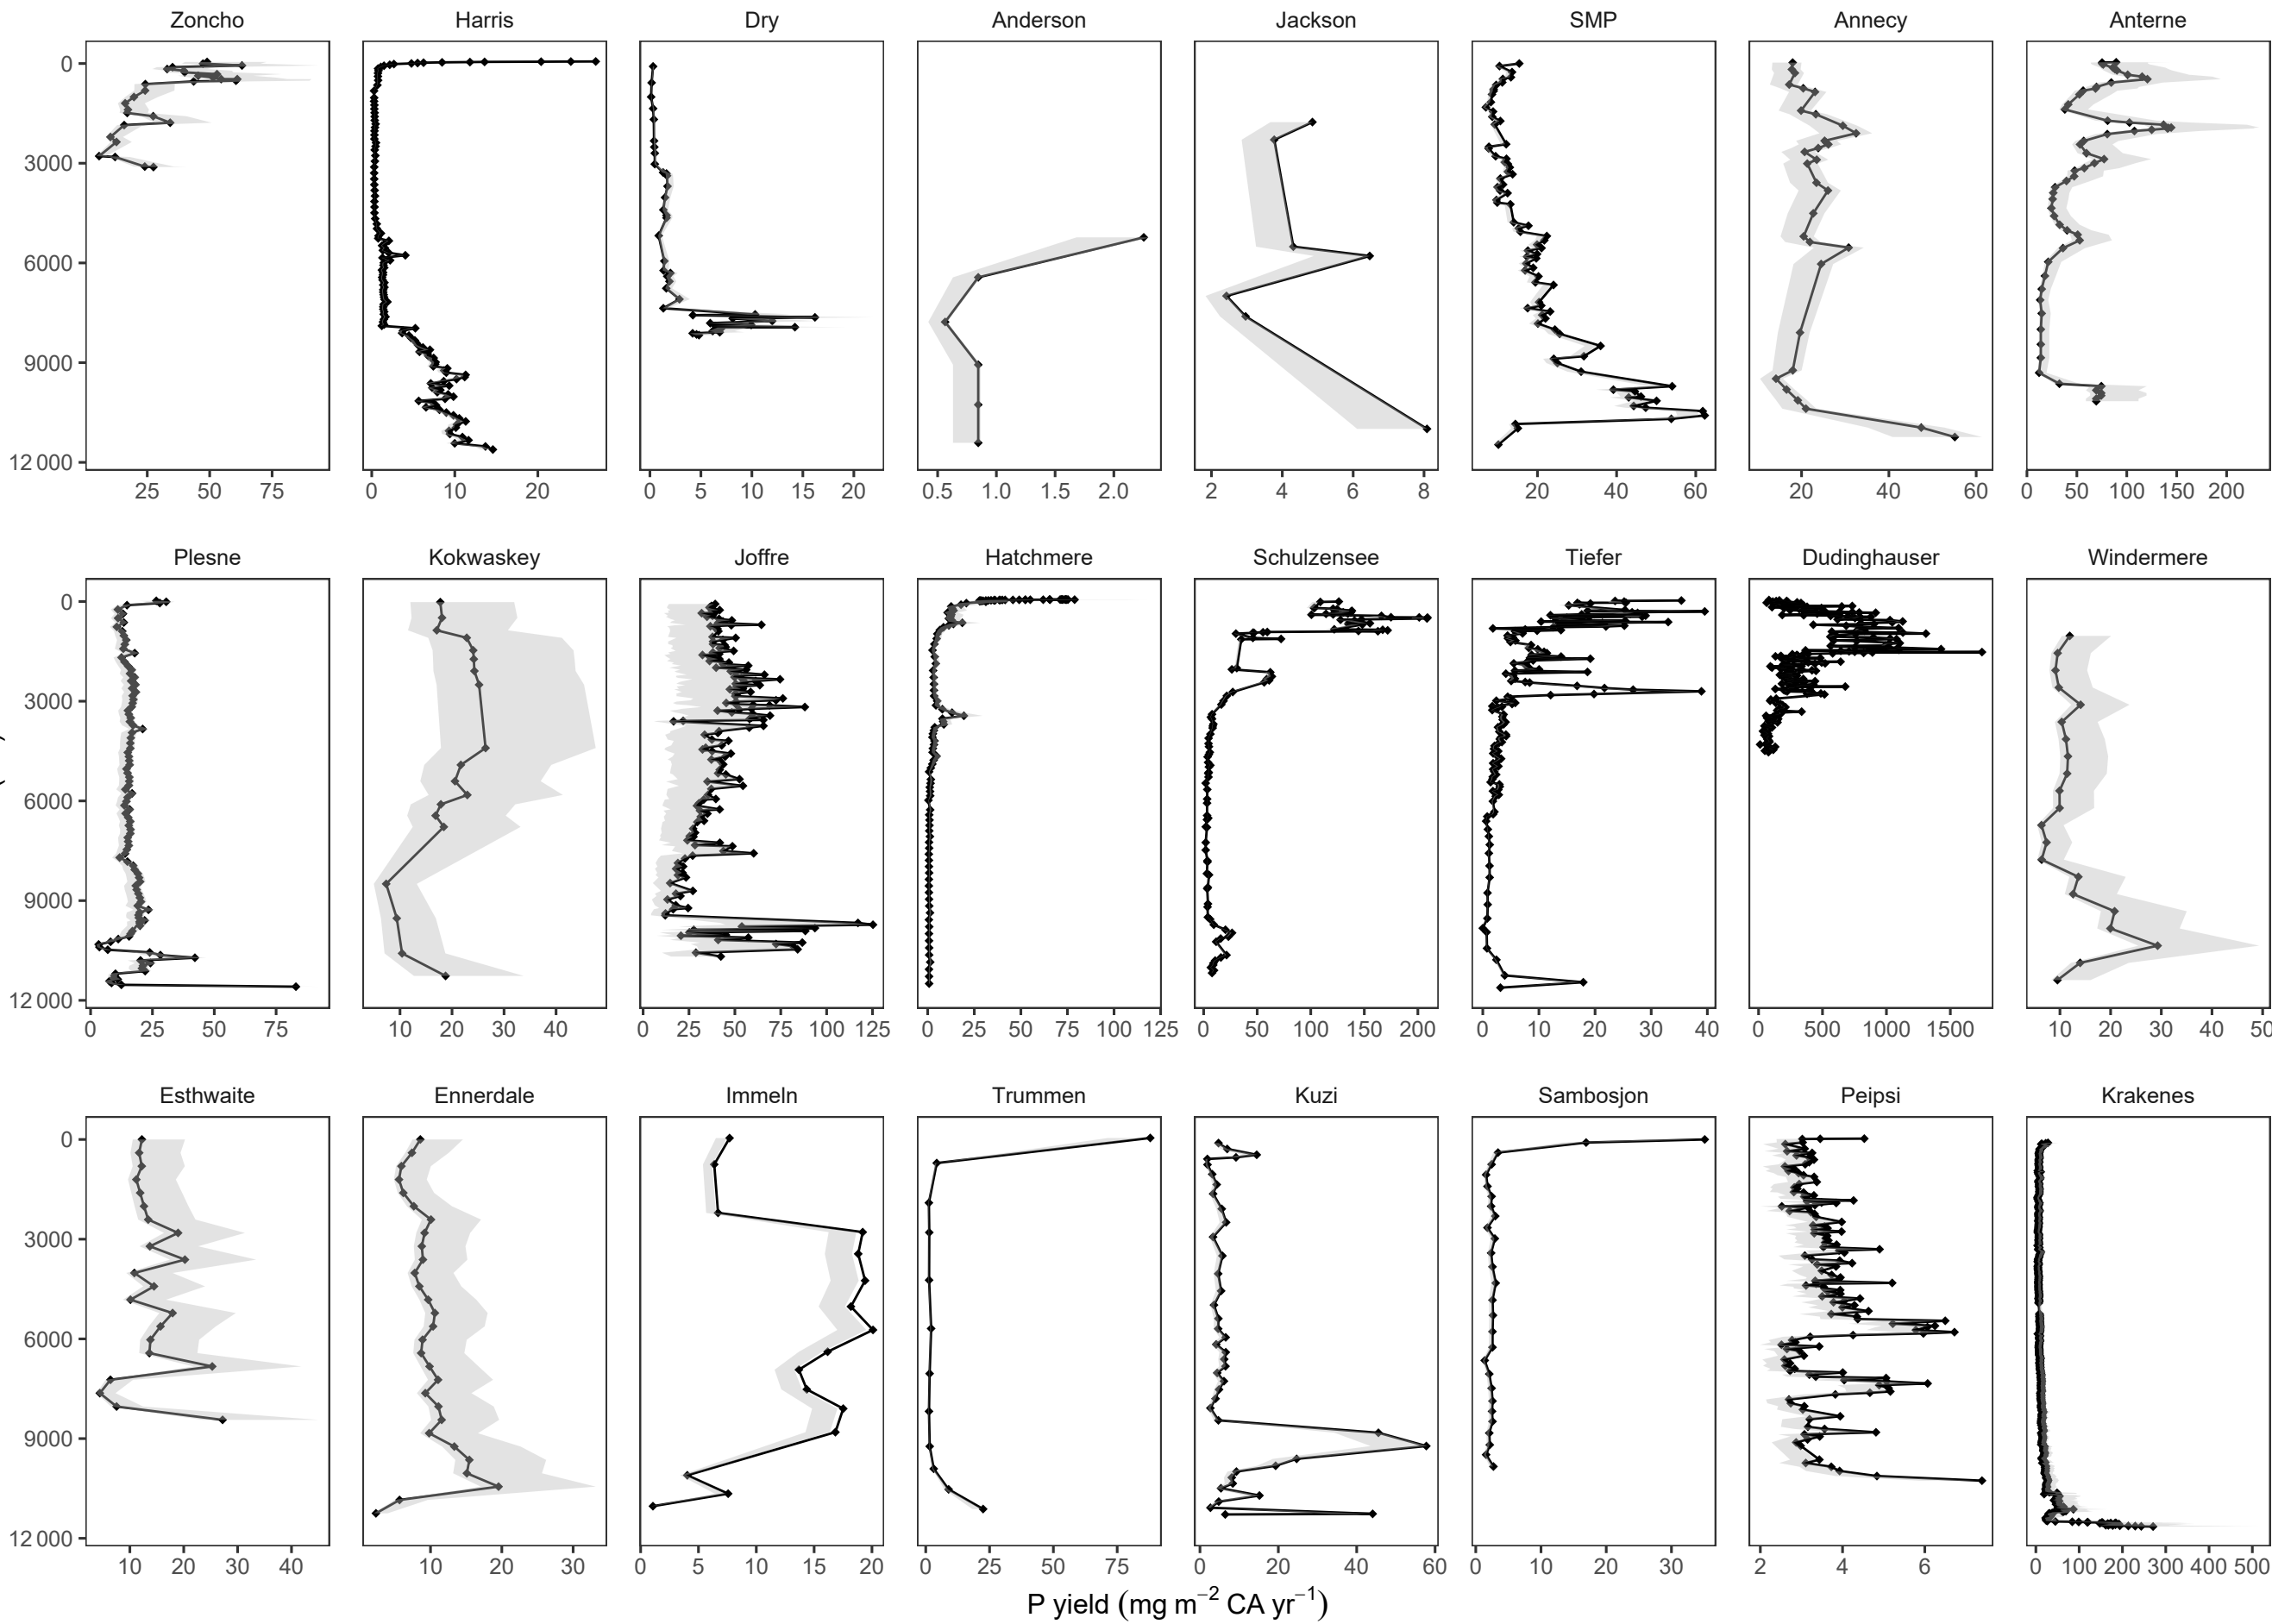 Zoncho Harris Dry Anderson Jackson SMP Annecy Anterne
0
3000
6000
9000
12 000
25 50 75 0 10 20 0 5 10 15 20 0.5 1.0 1.5 2.0 2 4 6 8 20 40 60 20 40 60 0 50 100 150 200
Plesne Kokwaskey Joffre Hatchmere Schulzensee Tiefer Dudinghauser Windermere
0
3000
6000
9000
12 000
0 25 50 75 10 20 30 40 0 25 50 75 100 125 0 25 50 75 100 125 0 50 100 150 200 0 10 20 30 40 0 500 1000 1500 10 20 30 40 50
Esthwaite Ennerdale Immeln Trummen Kuzi Sambosjon Peipsi Krakenes
0
3000
6000
9000
12 000
10 20 30 40 10 20 30 0 5 10 15 20 0 25 50 75 0 20 40 60 0 10 20 30 2 4 6 0 100 200 300 400 500
P yield (mg m⁻² CA yr⁻¹)